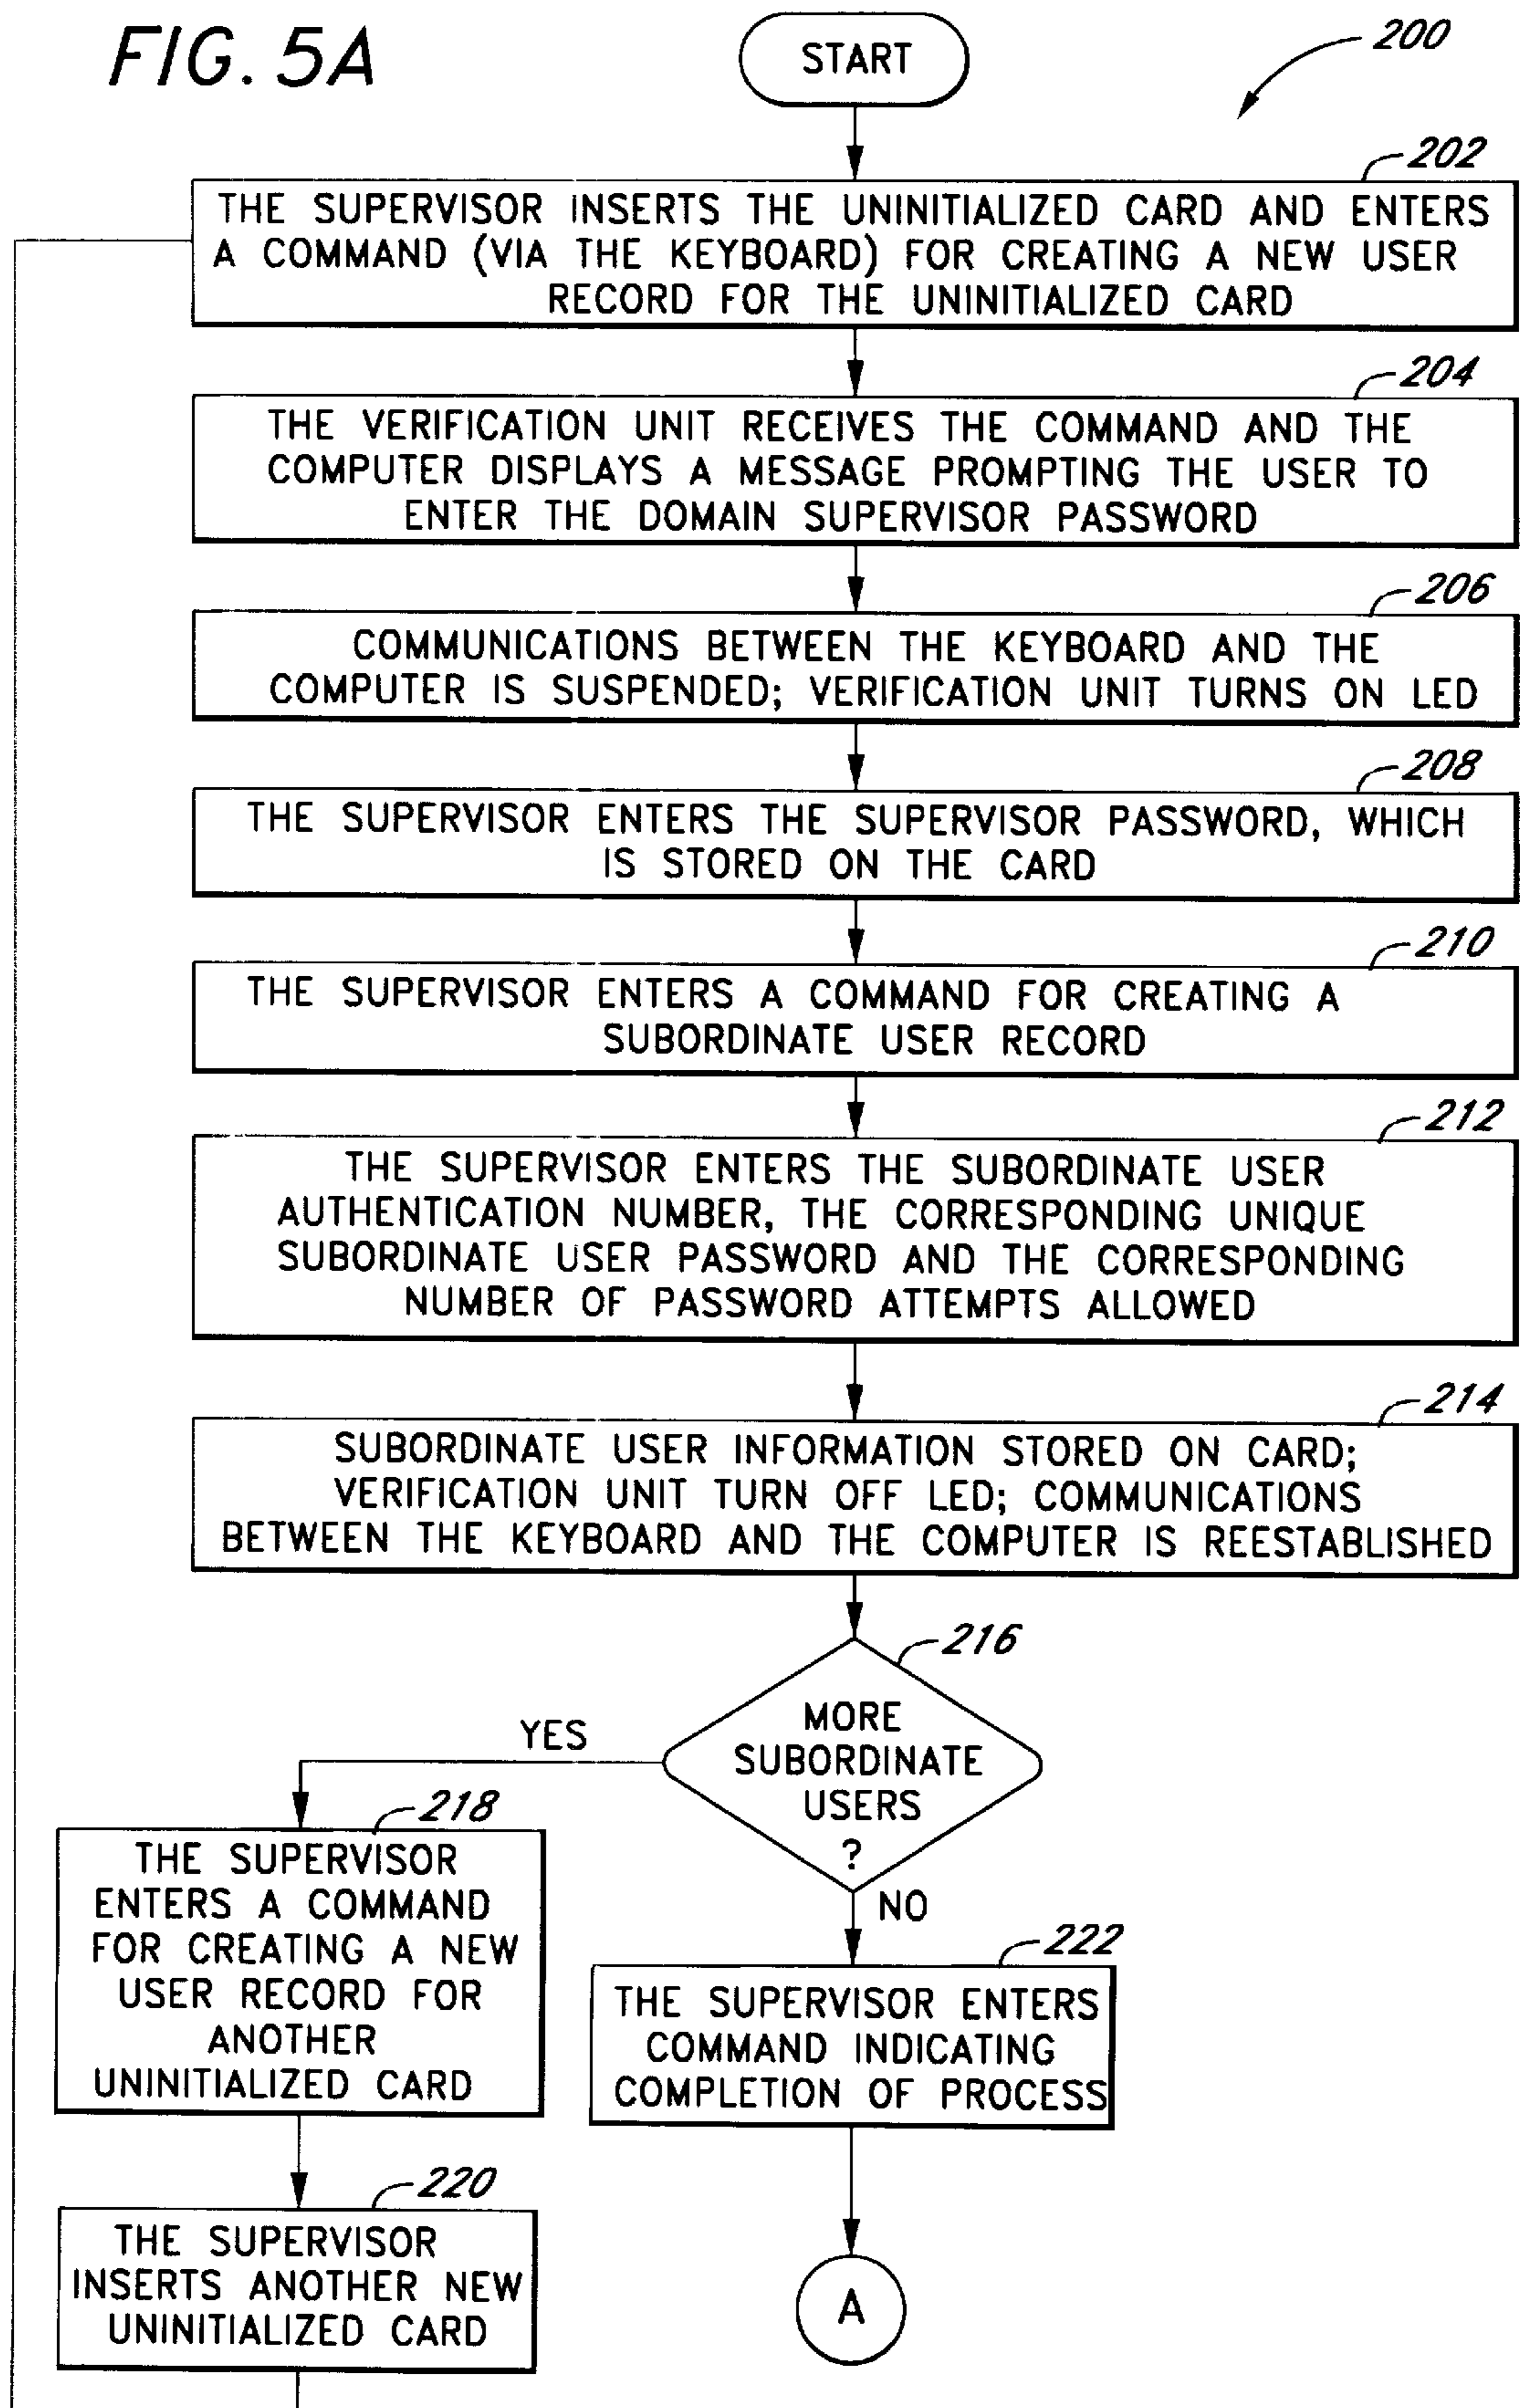 FIG. 5A
START
200
202
THE SUPERVISOR INSERTS THE UNINITIALIZED CARD AND ENTERS
A COMMAND (VIA THE KEYBOARD) FOR CREATING A NEW USER
RECORD FOR THE UNINITIALIZED CARD
204
THE VERIFICATION UNIT RECEIVES THE COMMAND AND THE
COMPUTER DISPLAYS A MESSAGE PROMPTING THE USER TO
ENTER THE DOMAIN SUPERVISOR PASSWORD
206
COMMUNICATIONS BETWEEN THE KEYBOARD AND THE
COMPUTER IS SUSPENDED; VERIFICATION UNIT TURNS ON LED
208
THE SUPERVISOR ENTERS THE SUPERVISOR PASSWORD, WHICH
IS STORED ON THE CARD
210
THE SUPERVISOR ENTERS A COMMAND FOR CREATING A
SUBORDINATE USER RECORD
212
THE SUPERVISOR ENTERS THE SUBORDINATE USER
AUTHENTICATION NUMBER, THE CORRESPONDING UNIQUE
SUBORDINATE USER PASSWORD AND THE CORRESPONDING
NUMBER OF PASSWORD ATTEMPTS ALLOWED
214
SUBORDINATE USER INFORMATION STORED ON CARD;
VERIFICATION UNIT TURN OFF LED; COMMUNICATIONS
BETWEEN THE KEYBOARD AND THE COMPUTER IS REESTABLISHED
216
MORE
SUBORDINATE
USERS
?
YES
NO
218
THE SUPERVISOR
ENTERS A COMMAND
FOR CREATING A NEW
USER RECORD FOR
ANOTHER
UNINITIALIZED CARD
222
THE SUPERVISOR ENTERS
COMMAND INDICATING
COMPLETION OF PROCESS
220
THE SUPERVISOR
INSERTS ANOTHER NEW
UNINITIALIZED CARD
A